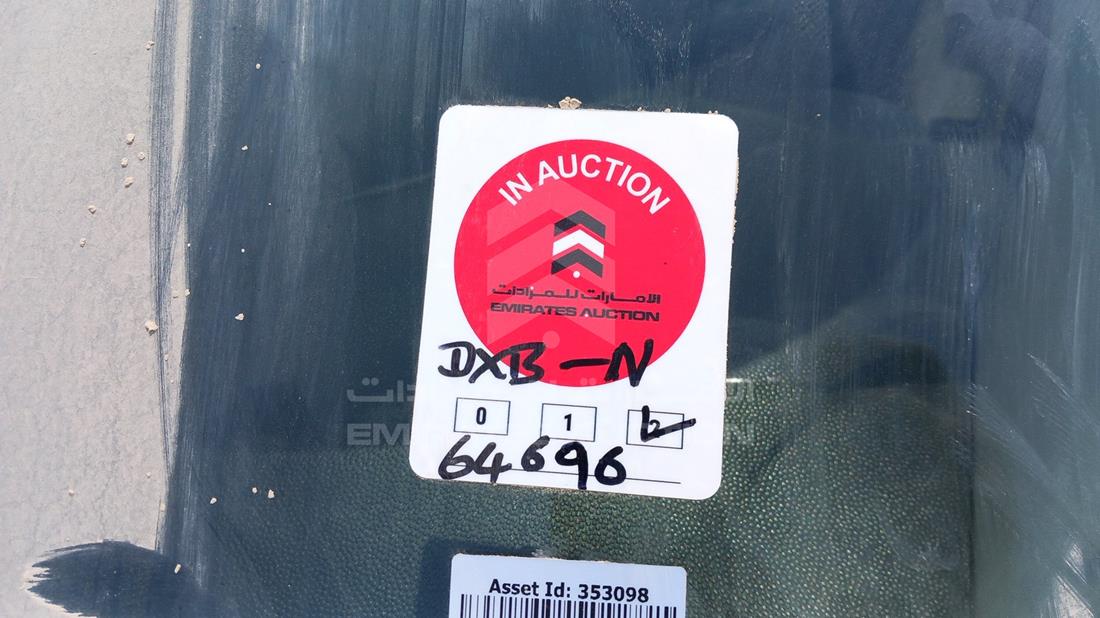 IN AUCTION
الامارات للمزادات
EMIRATES AUCTION
DXB-N
0 1 2
64696
Asset Id: 353098